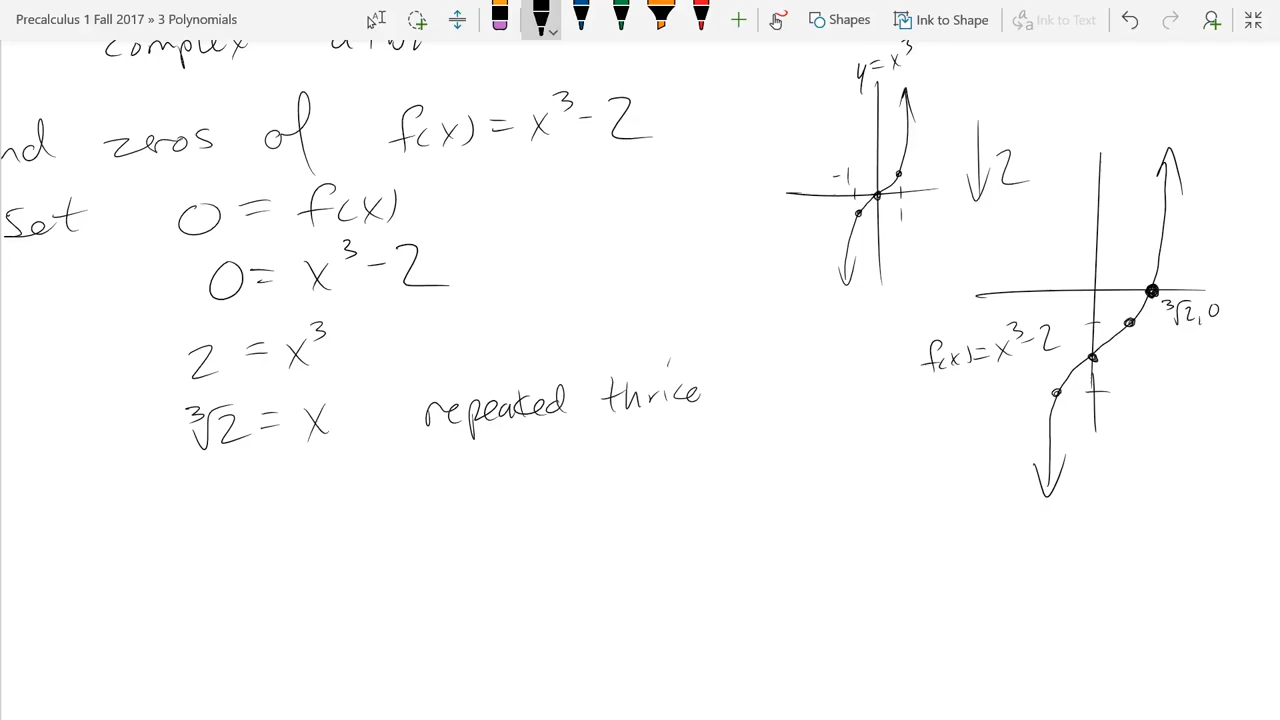 Precalculus 1 Fall 2017 » 3 Polynomials
Shapes
Ink to Shape
Ink to Text
complex
nd zeros of f(x) = x³ - 2
set 0 = f(x)
0 = x³ - 2
2 = x³
∛2 = x repeated thrice
y = x³
-1
1
2
∛2, 0
f(x) = x³ - 2